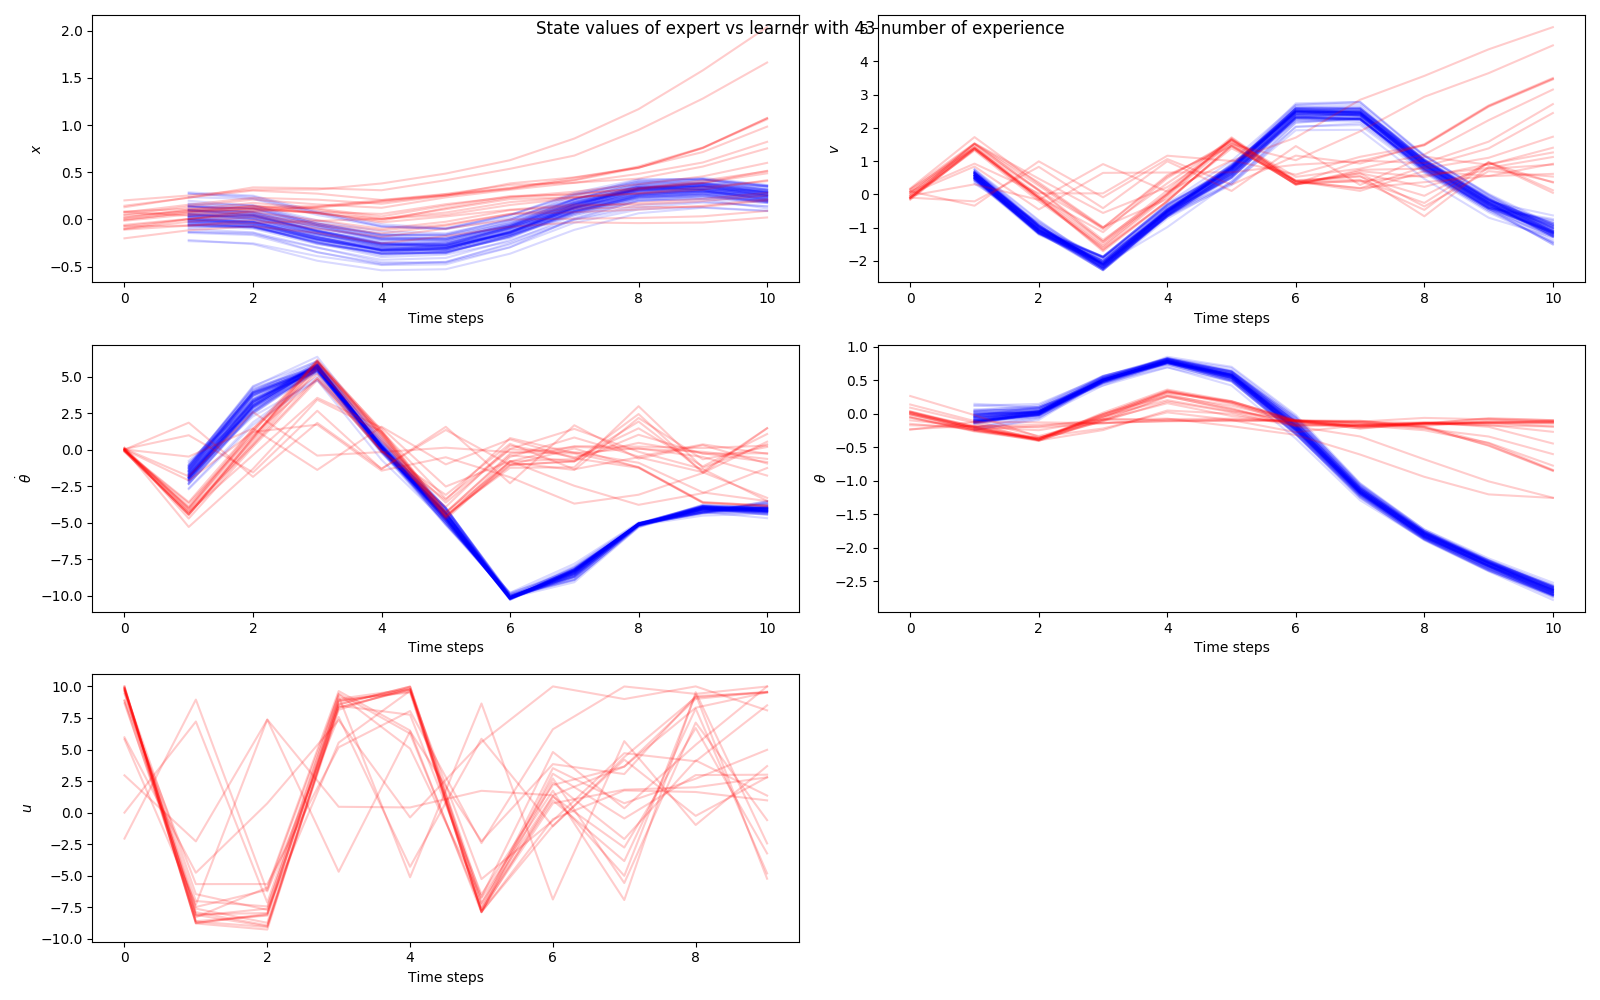 State values of expert vs learner with 43 number of experience
2.0
1.5
1.0
0.5
0.0
−0.5
x
0 2 4 6 8 10
Time steps
5
4
3
2
1
0
−1
−2
v
0 2 4 6 8 10
Time steps
5.0
2.5
0.0
−2.5
−5.0
−7.5
−10.0
θ̇
0 2 4 6 8 10
Time steps
1.0
0.5
0.0
−0.5
−1.0
−1.5
−2.0
−2.5
θ
0 2 4 6 8 10
Time steps
10.0
7.5
5.0
2.5
0.0
−2.5
−5.0
−7.5
−10.0
u
0 2 4 6 8
Time steps